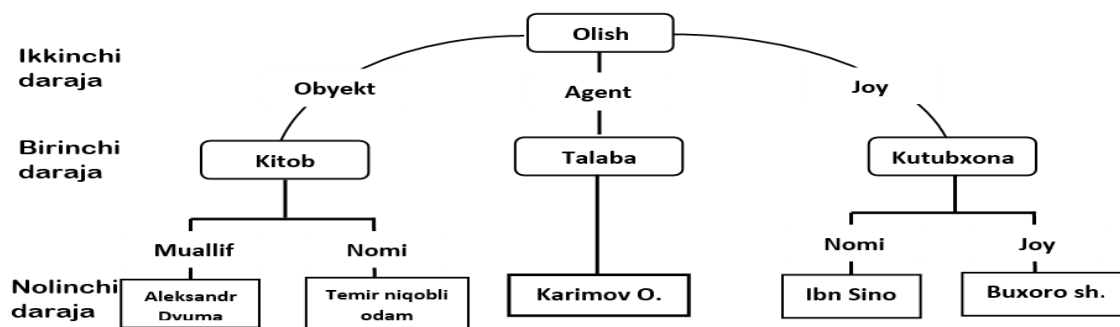 Olish
Ikkinchi
daraja
Obyekt
Agent
Joy
Birinchi
daraja
Kitob
Talaba
Kutubxona
Muallif
Nomi
Nomi
Joy
Nolinchi
daraja
Aleksandr
Dvuma
Temir niqobli
odam
Karimov O.
Ibn Sino
Buxoro sh.